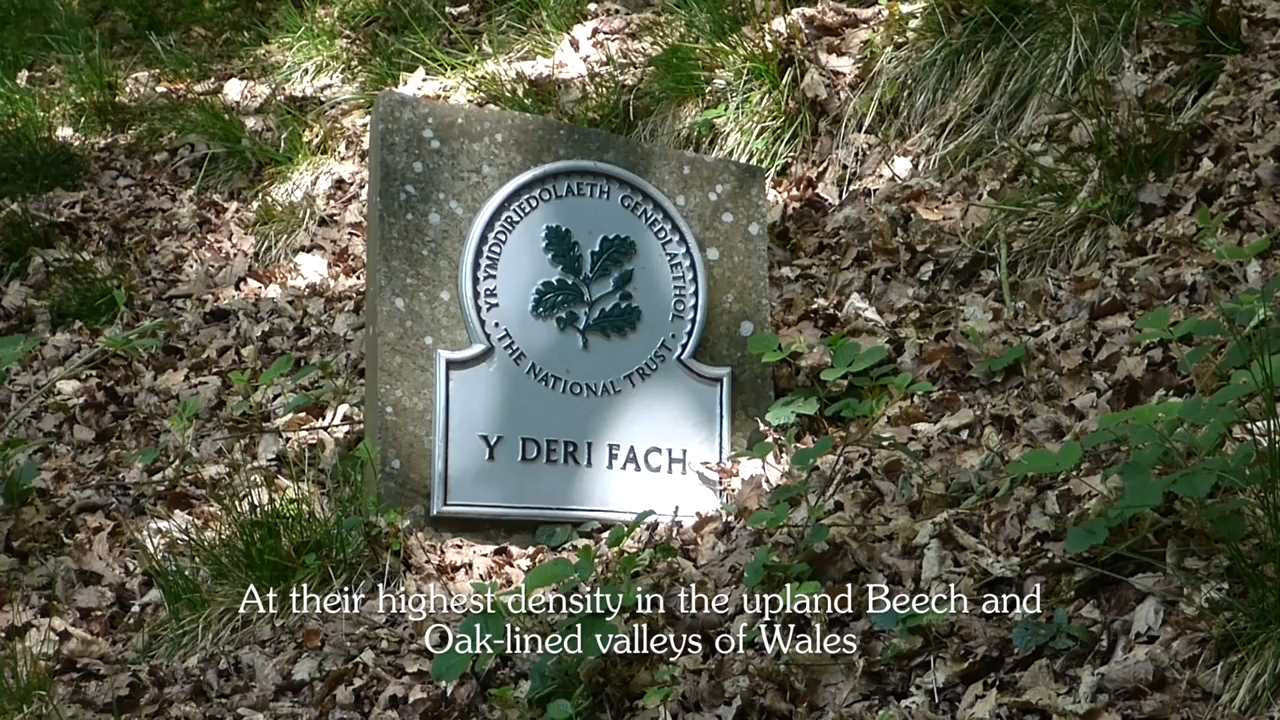 YR YMDDIRIEDOLAETH GENEDLAETHOL
· THE NATIONAL TRUST ·
Y DERI FACH
At their highest density in the upland Beech and
Oak-lined valleys of Wales